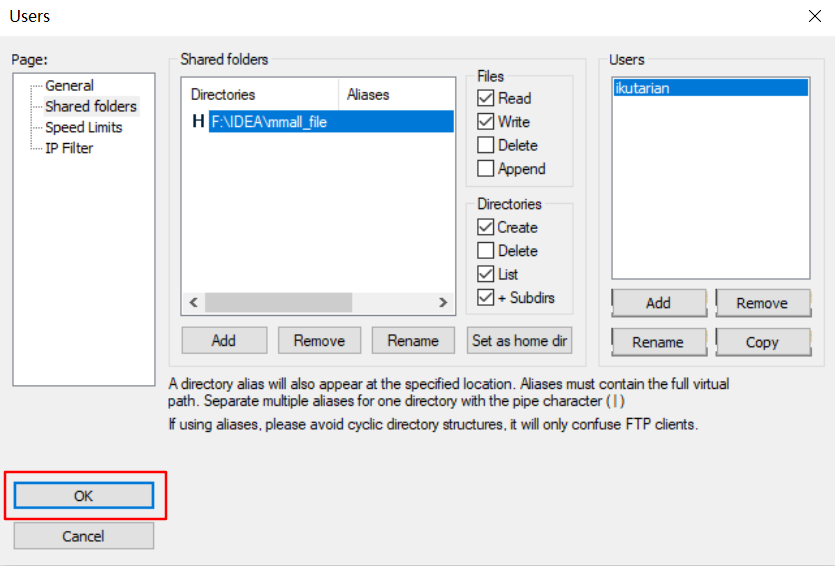 Users
Page:
General
Shared folders
Speed Limits
IP Filter
Shared folders
Directories Aliases
H F:\IDEA\mmall_file
Add Remove Rename
Files
Read
Write
Delete
Append
Directories
Create
Delete
List
+ Subdirs
Set as home dir
Users
ikutarian
Add Remove
Rename Copy
A directory alias will also appear at the specified location. Aliases must contain the full virtual
path. Separate multiple aliases for one directory with the pipe character (|)
If using aliases, please avoid cyclic directory structures, it will only confuse FTP clients.
OK
Cancel